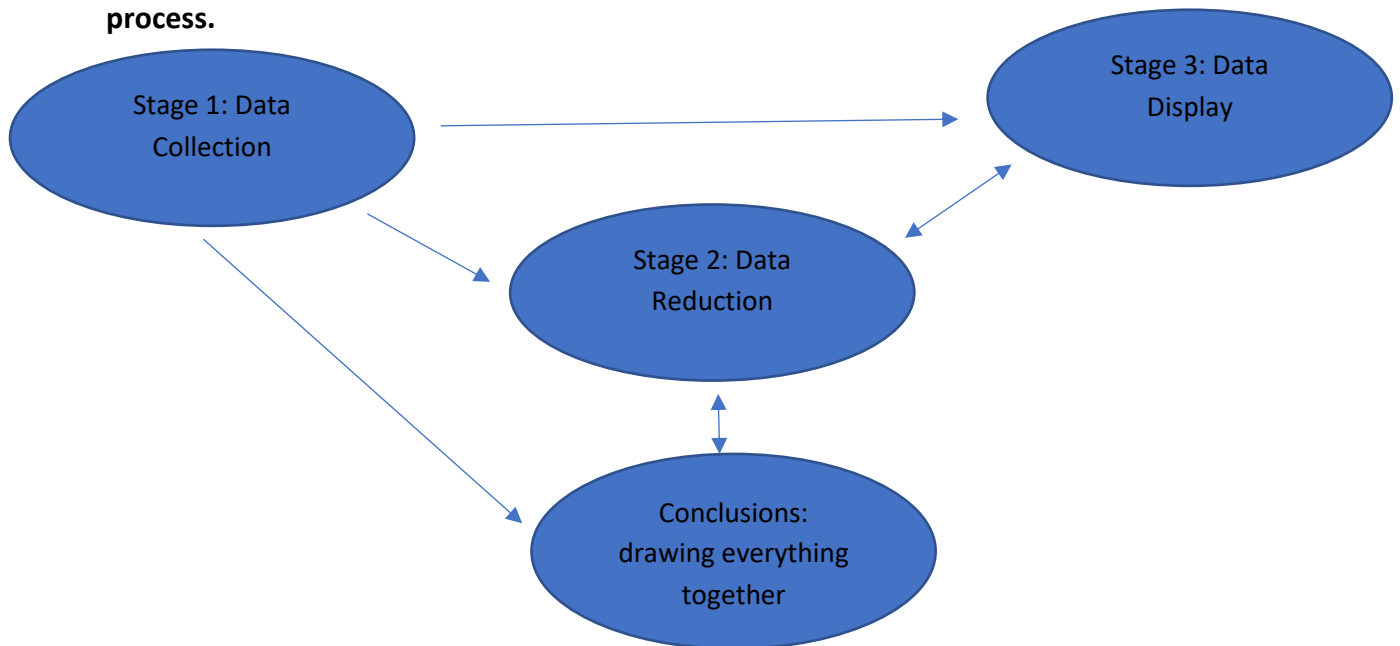 process.
Stage 1: Data
Collection
Stage 3: Data
Display
Stage 2: Data
Reduction
Conclusions:
drawing everything
together